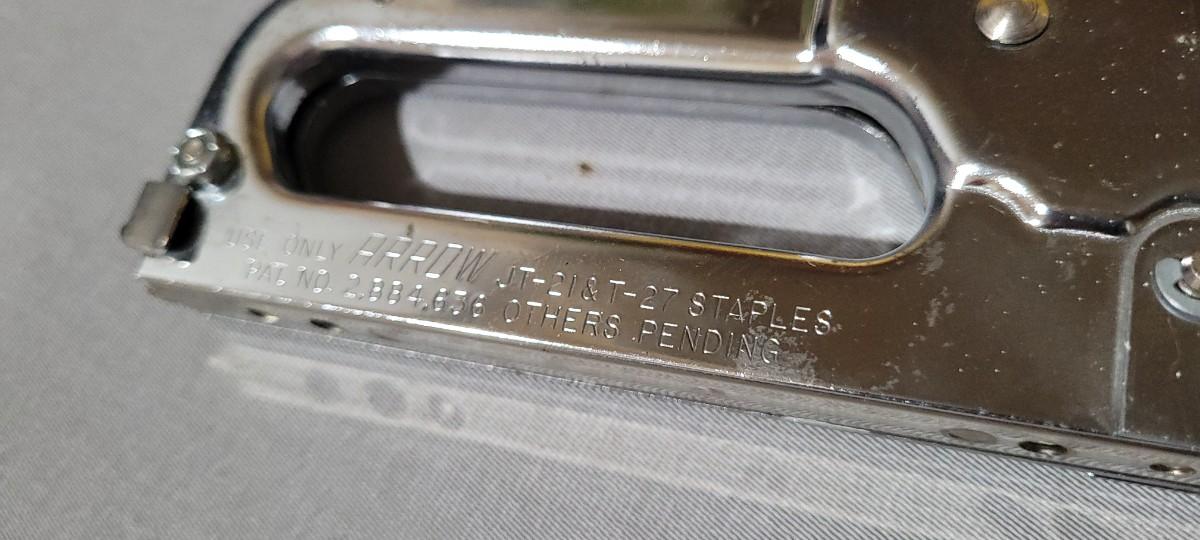 USE ONLY ARROW JT-21 & T-27 STAPLES
PAT. NO. 2,884,636 OTHERS PENDING